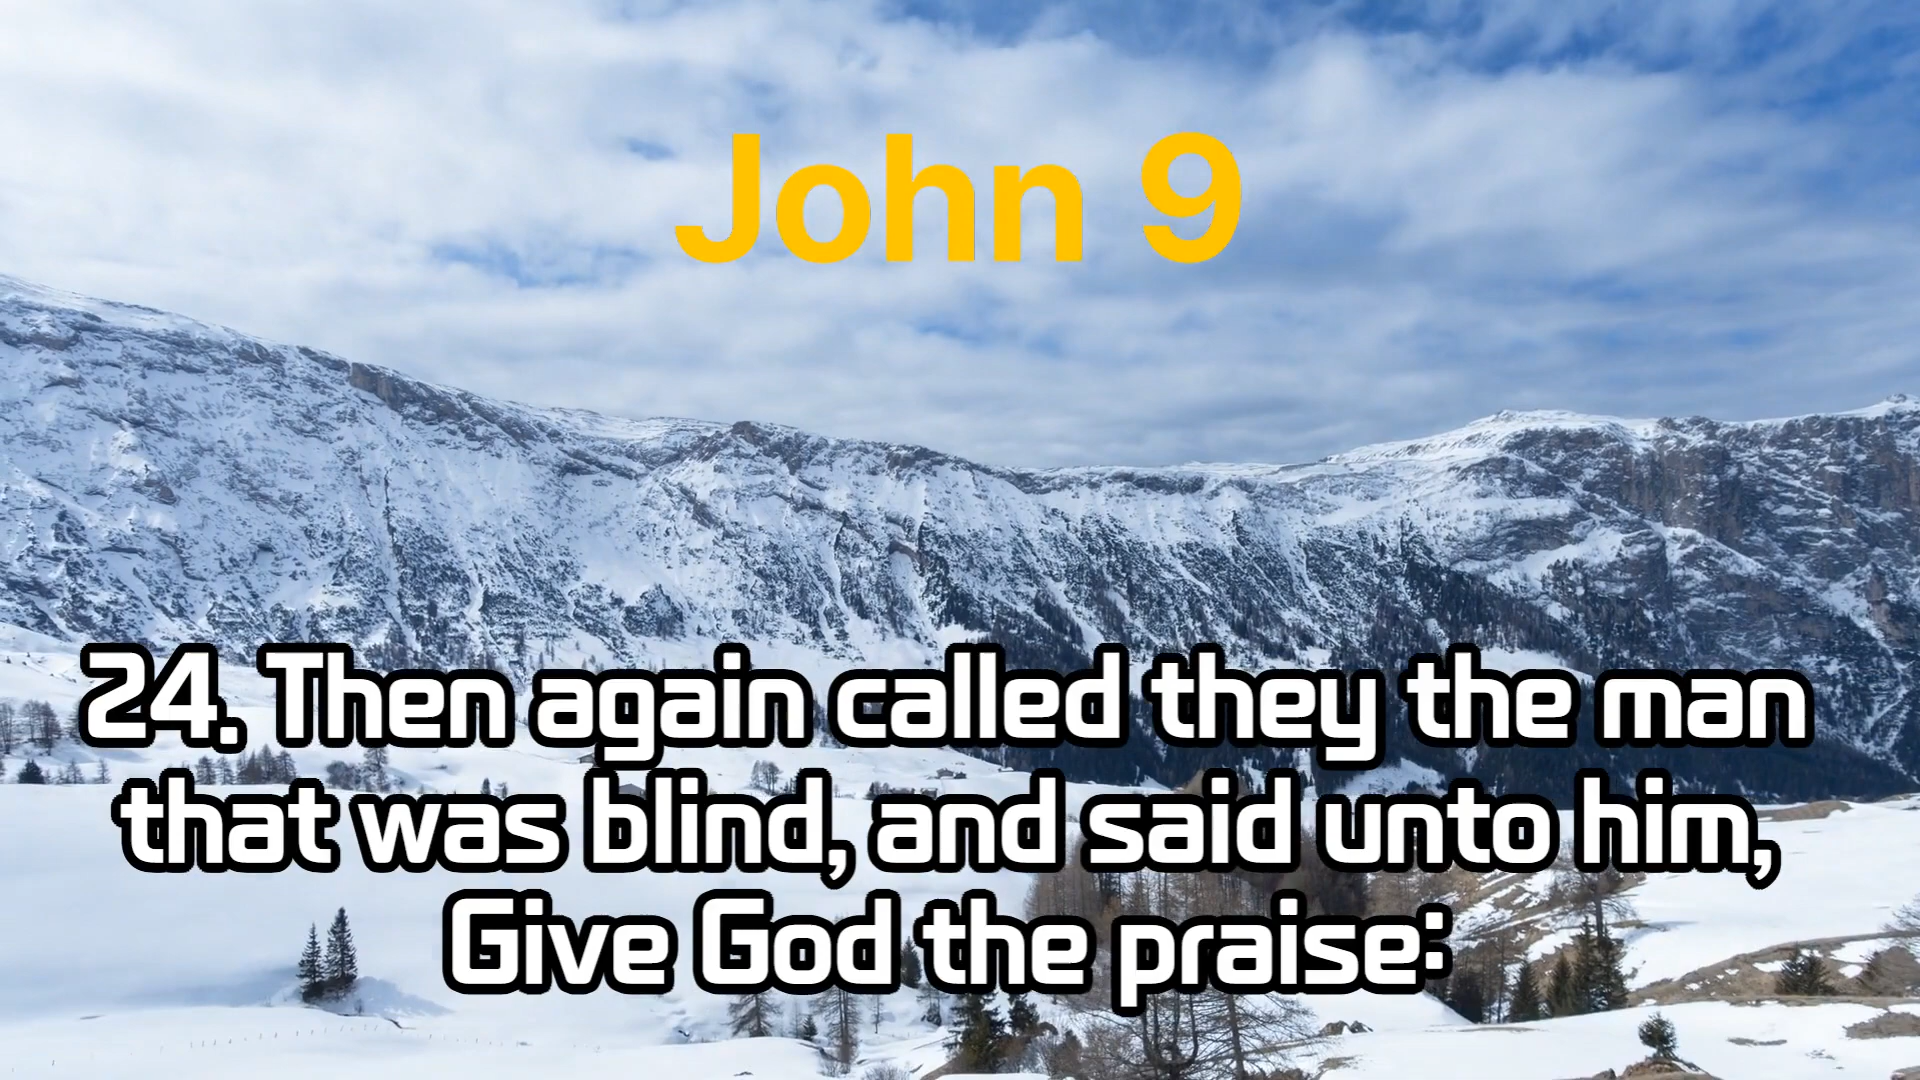 John 9
24. Then again called they the man
that was blind, and said unto him,
Give God the praise: